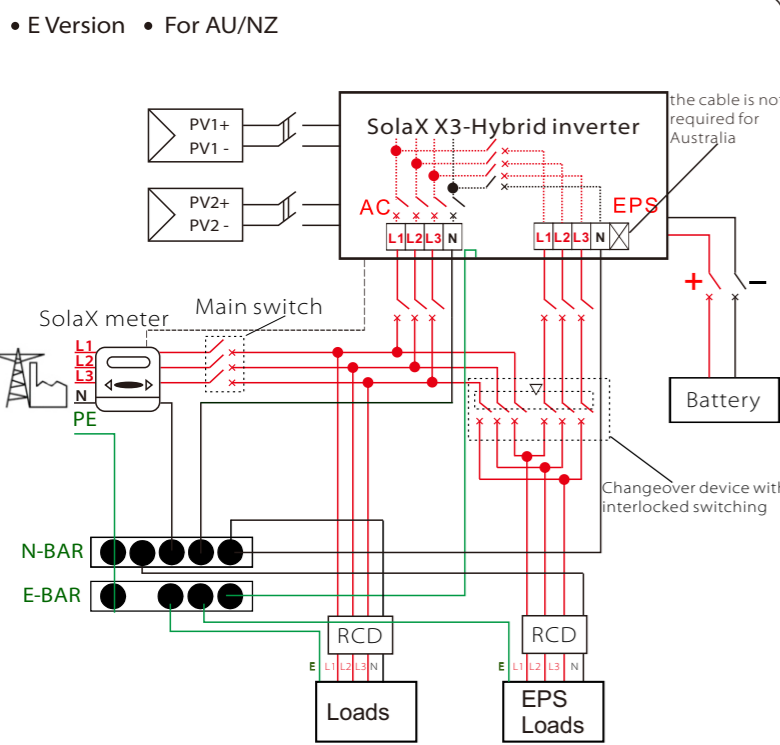 • E Version • For AU/NZ
the cable is not
required for
Australia
PV1+
PV1 -
SolaX X3-Hybrid inverter
PV2+
PV2 -
AC
EPS
L1 L2 L3 N
L1 L2 L3 N
+ −
SolaX meter
Main switch
L1
L2
L3
N
PE
Battery
Changeover device with
interlocked switching
N-BAR
E-BAR
RCD
RCD
E L1 L2 L3 N
E L1 L2 L3 N
Loads
EPS
Loads